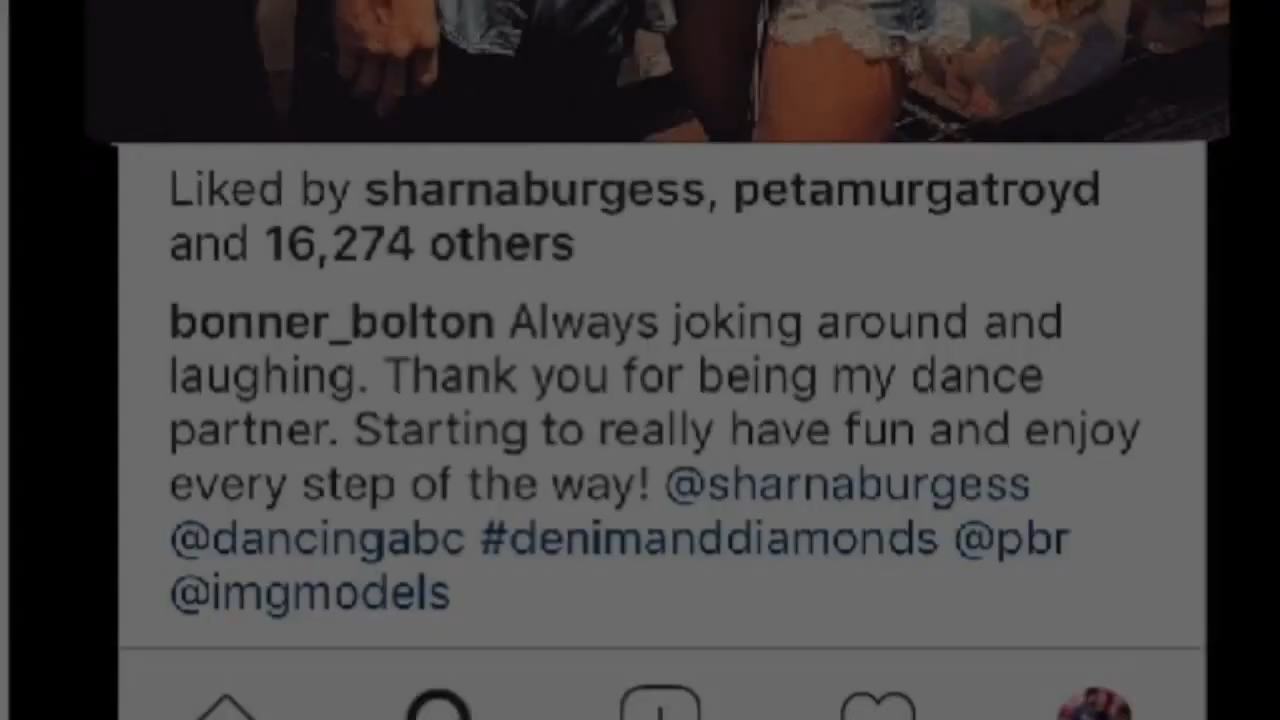 Liked by sharnaburgess, petamurgatroyd
and 16,274 others
bonner_bolton Always joking around and
laughing. Thank you for being my dance
partner. Starting to really have fun and enjoy
every step of the way! @sharnaburgess
@dancingabc #denimanddiamonds @pbr
@imgmodels